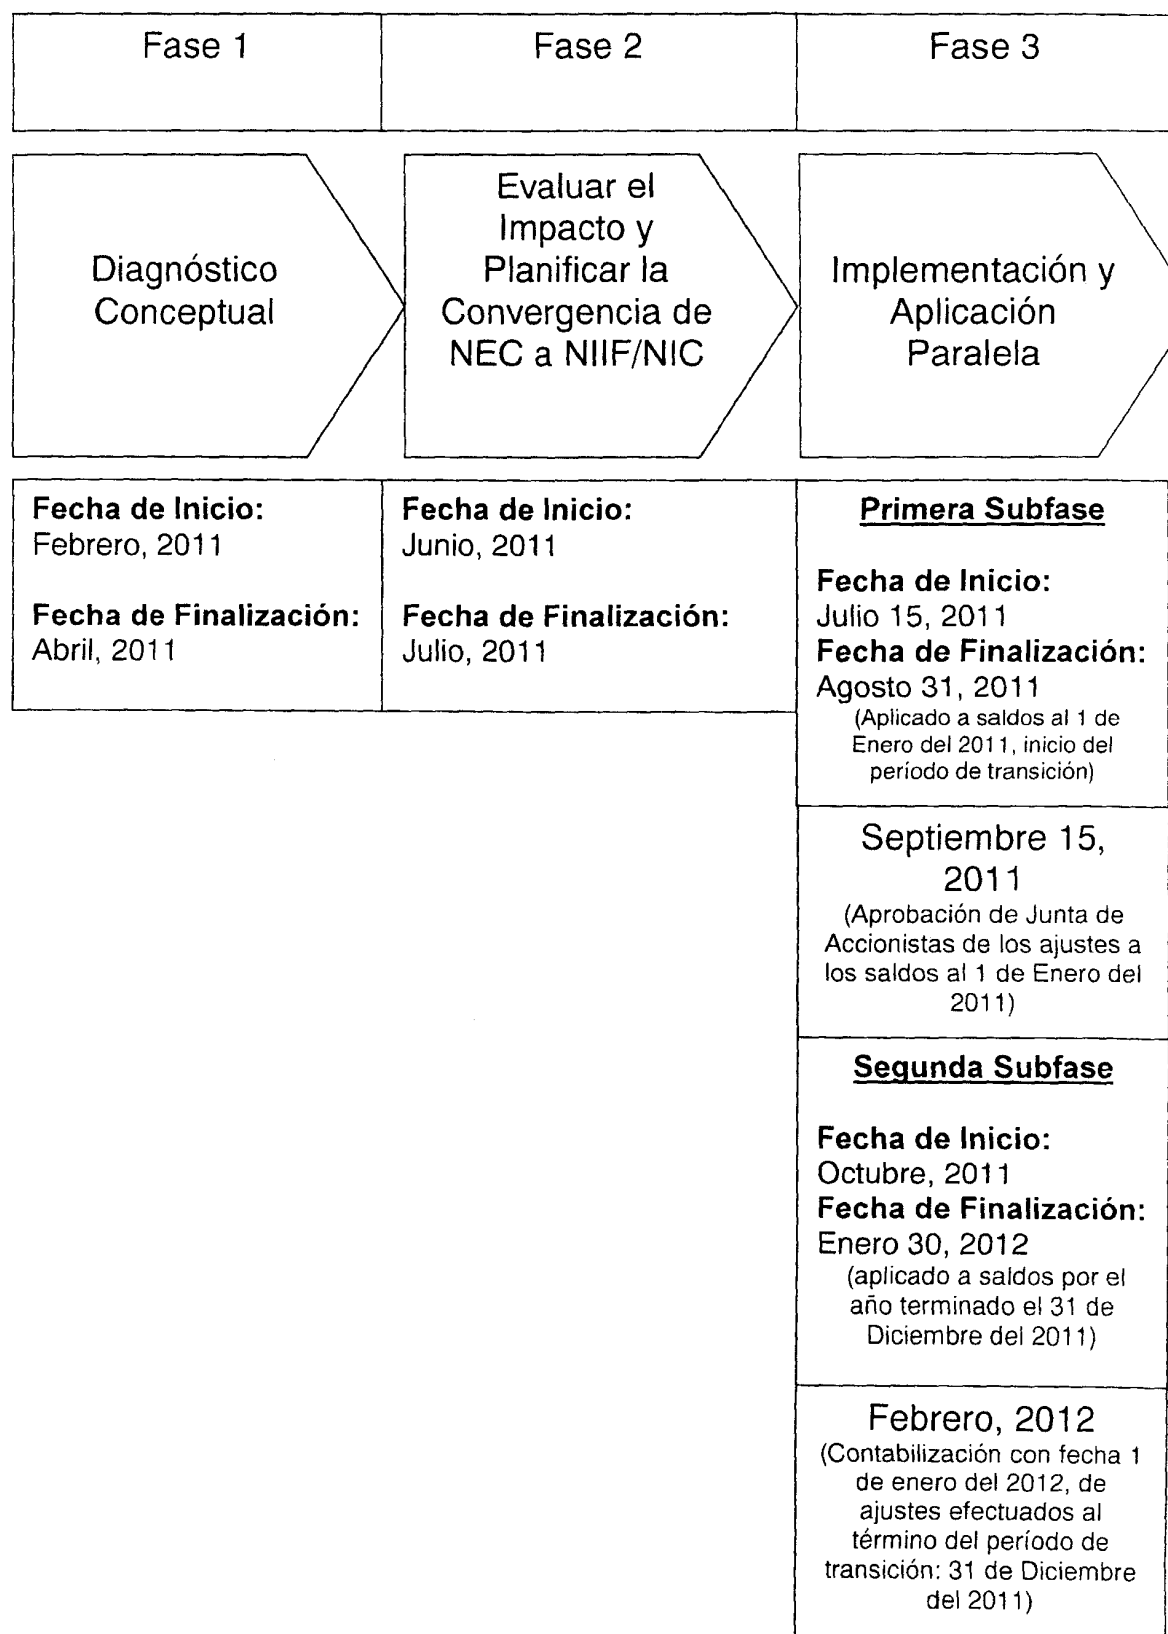 Fase 1
Fase 2
Fase 3
Diagnóstico
Conceptual
Evaluar el
Impacto y
Planificar la
Convergencia de
NEC a NIIF/NIC
Implementación y
Aplicación
Paralela
Fecha de Inicio:
Febrero, 2011
Fecha de Finalización:
Abril, 2011
Fecha de Inicio:
Junio, 2011
Fecha de Finalización:
Julio, 2011
Primera Subfase
Fecha de Inicio:
Julio 15, 2011
Fecha de Finalización:
Agosto 31, 2011
(Aplicado a saldos al 1 de
Enero del 2011, inicio del
período de transición)
Septiembre 15,
2011
(Aprobación de Junta de
Accionistas de los ajustes a
los saldos al 1 de Enero del
2011)
Segunda Subfase
Fecha de Inicio:
Octubre, 2011
Fecha de Finalización:
Enero 30, 2012
(aplicado a saldos por el
año terminado el 31 de
Diciembre del 2011)
Febrero, 2012
(Contabilización con fecha 1
de enero del 2012, de
ajustes efectuados al
término del período de
transición: 31 de Diciembre
del 2011)